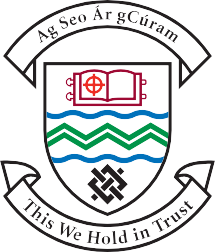 Ag Seo Ár gCúram
This We Hold in Trust